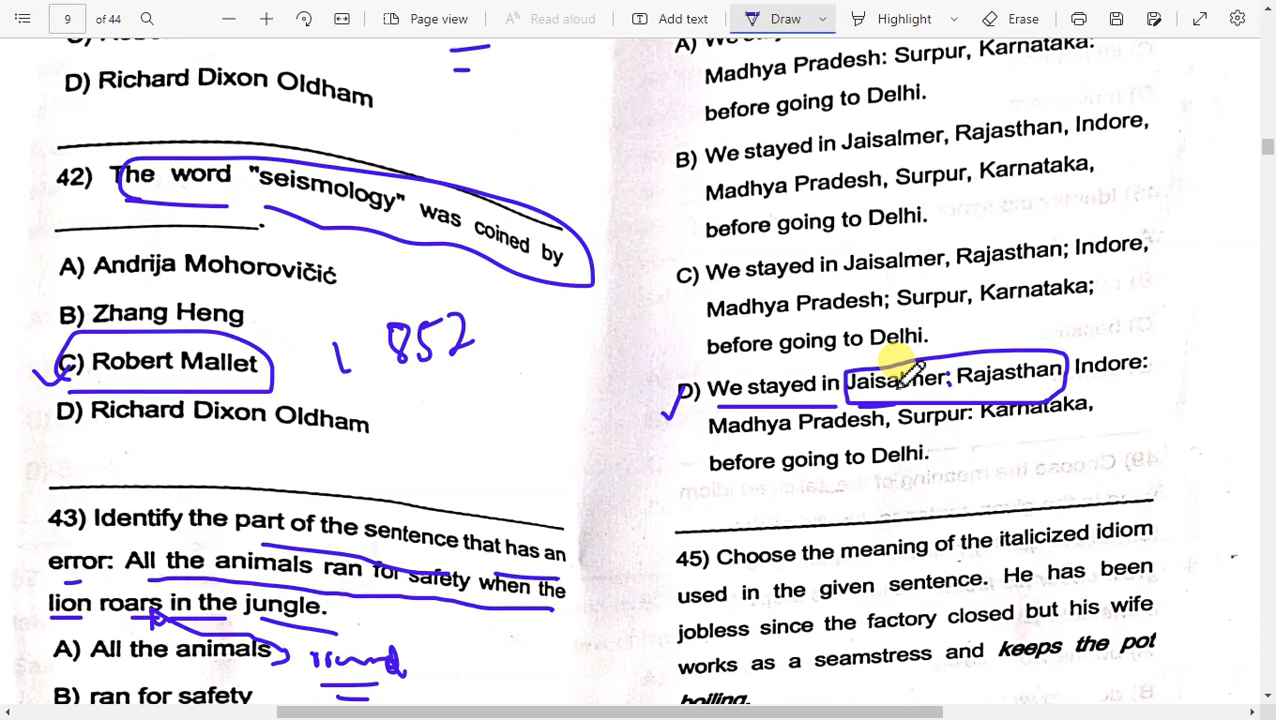 9
of 44
Page view
Read aloud
Add text
Draw
Highlight
Erase
D) Richard Dixon Oldham
42) The word "seismology" was coined by
____________.
A) Andrija Mohorovičić
B) Zhang Heng
C) Robert Mallet
D) Richard Dixon Oldham
1852
43) Identify the part of the sentence that has an
error: All the animals ran for safety when the
lion roars in the jungle.
A) All the animals
B) ran for safety
Madhya Pradesh: Surpur, Karnataka:
before going to Delhi.
B) We stayed in Jaisalmer, Rajasthan, Indore,
Madhya Pradesh, Surpur, Karnataka,
before going to Delhi.
C) We stayed in Jaisalmer, Rajasthan; Indore,
Madhya Pradesh; Surpur, Karnataka;
before going to Delhi.
D) We stayed in Jaisalmer; Rajasthan, Indore:
Madhya Pradesh, Surpur: Karnataka,
before going to Delhi.
45) Choose the meaning of the italicized idiom
used in the given sentence. He has been
jobless since the factory closed but his wife
works as a seamstress and keeps the pot
boiling.